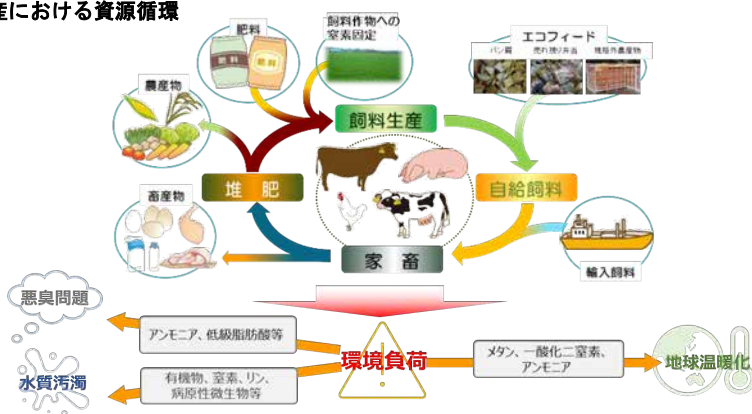 産における資源循環
肥料
飼料作物への
窒素固定
エコフィード
パン屑
売れ残り弁当
規格外農産物
肥料
肥料
農産物
飼料生産
堆肥
自給飼料
畜産物
家畜
輸入飼料
悪臭問題
アンモニア、低級脂肪酸等
環境負荷
メタン、一酸化二窒素、
アンモニア
地球温暖化
水質汚濁
有機物、窒素、リン、
病原性微生物等